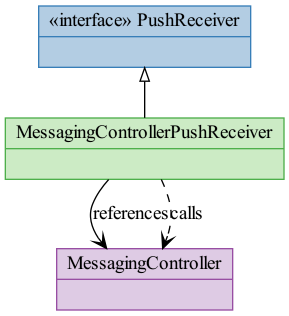 «interface» PushReceiver
MessagingControllerPushReceiver
references
calls
MessagingController